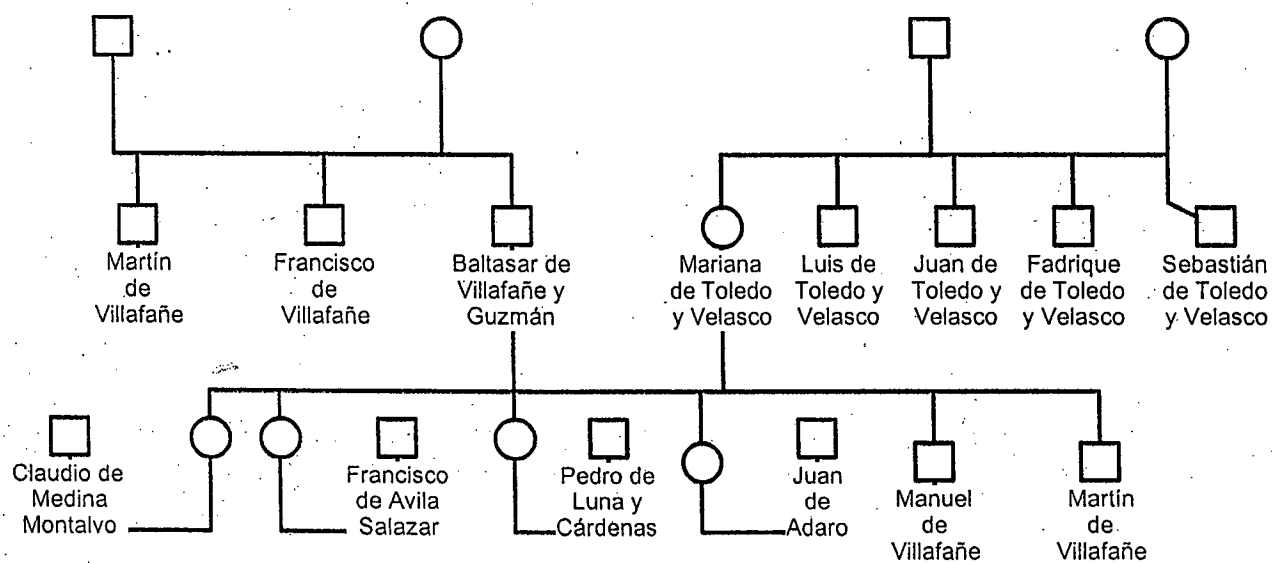 Martín
de
Villafañe
Francisco
de
Villafañe
Baltasar de
Villafañe y
Guzmán
Mariana
de Toledo
y Velasco
Luis de
Toledo y
Velasco
Juan de
Toledo y
Velasco
Fadrique
de Toledo
y Velasco
Sebastián
de Toledo
y Velasco
Claudio de
Medina
Montalvo
Francisco
de Avila
Salazar
Pedro de
Luna y
Cárdenas
Juan
de
Adaro
Manuel
de
Villafañe
Martín
de
Villafañe